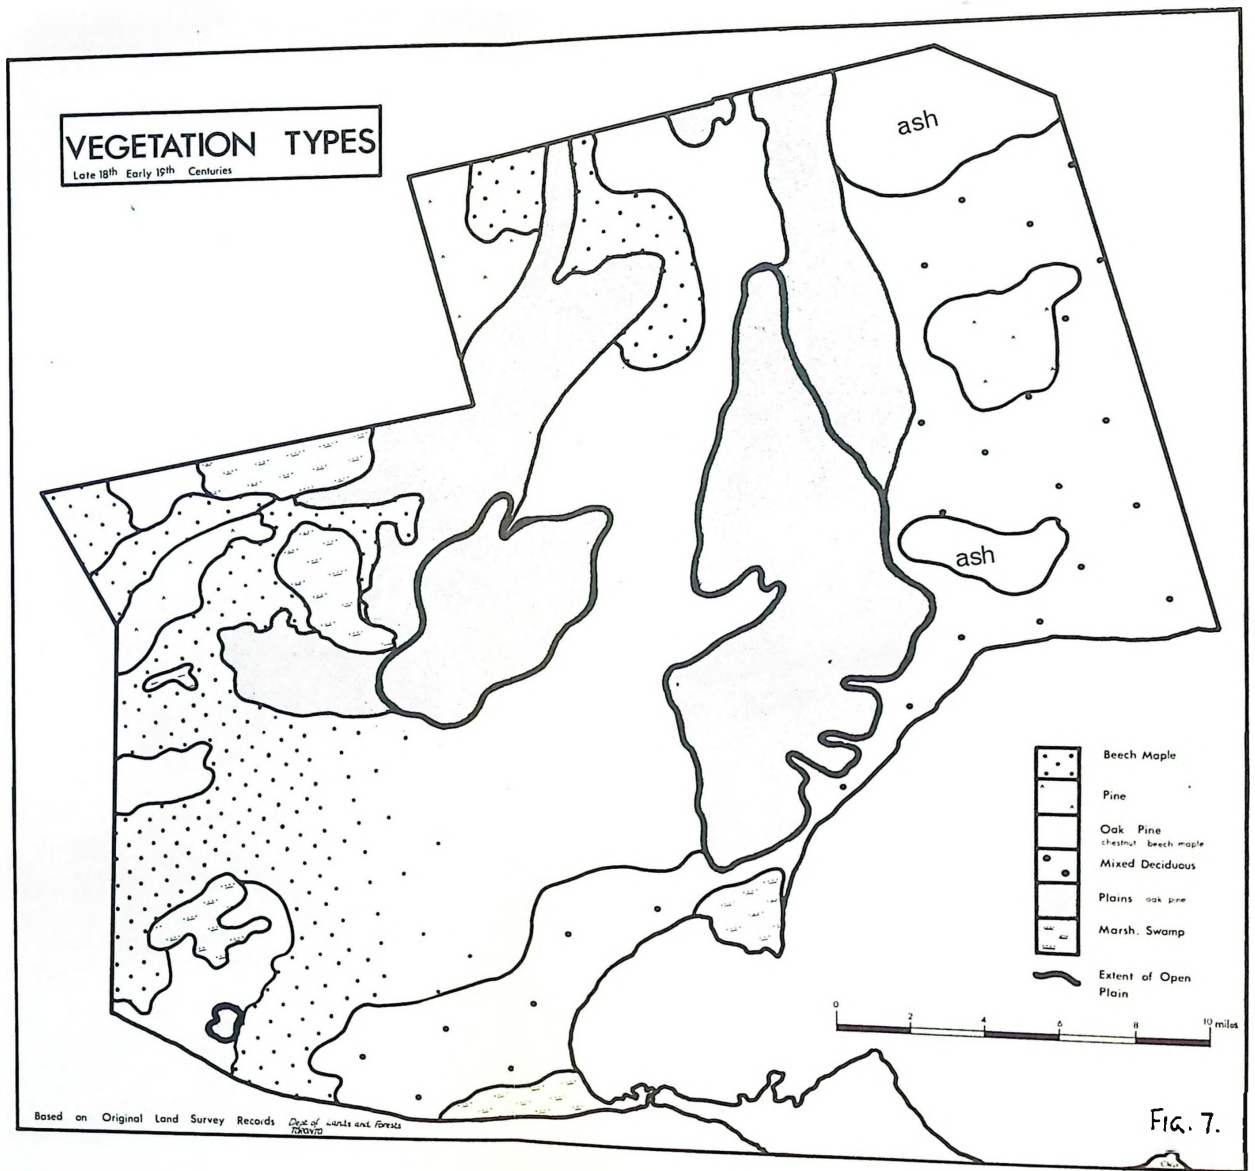 VEGETATION TYPES
Late 18th Early 19th Centuries
ash
ash
Beech Maple
Pine
Oak Pine
chestnut beech maple
Mixed Deciduous
Plains oak pine
Marsh. Swamp
Extent of Open
Plain
0 2 4 6 8 10 miles
Based on Original Land Survey Records Dept of Lands and Forests
TORONTO
FIG. 7.